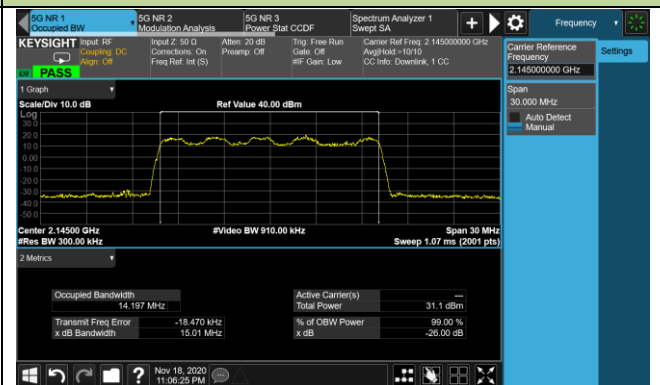 5G NR 1
Occupied BW
5G NR 2
Modulation Analysis
5G NR 3
Power Stat CCDF
Spectrum Analyzer 1
Swept SA
Frequency
KEYSIGHT
Input: RF
Coupling: DC
Align: Off
Input Z: 50 Ω
Corrections: On
Freq Ref: Int (S)
Atten: 20 dB
Preamp: Off
Trig: Free Run
Gate: Off
#IF Gain: Low
Carrier Ref Freq: 2.145000000 GHz
Avg|Hold:>10/10
CC Info: Downlink, 1 CC
PASS
Carrier Reference
Frequency
2.145000000 GHz
Settings
Span
30.000 MHz
Auto Detect
Manual
1 Graph
Scale/Div 10.0 dB
Ref Value 40.00 dBm
Log
30.0
20.0
10.0
0.00
-10.0
-20.0
-30.0
-40.0
-50.0
Center 2.14500 GHz
#Video BW 910.00 kHz
Span 30 MHz
#Res BW 300.00 kHz
Sweep 1.07 ms (2001 pts)
2 Metrics
Occupied Bandwidth
14.197 MHz
Active Carrier(s)
---
Total Power
31.1 dBm
Transmit Freq Error
-18.470 kHz
% of OBW Power
99.00 %
x dB Bandwidth
15.01 MHz
x dB
-26.00 dB
Nov 18, 2020
11:06:25 PM